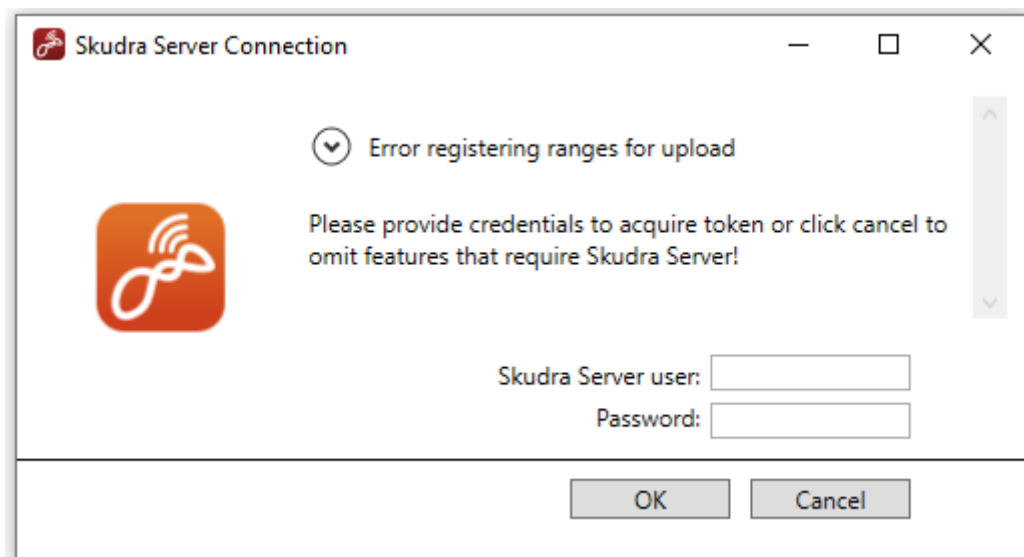 Skudra Server Connection
Error registering ranges for upload
Please provide credentials to acquire token or click cancel to
omit features that require Skudra Server!
Skudra Server user:
Password:
OK
Cancel